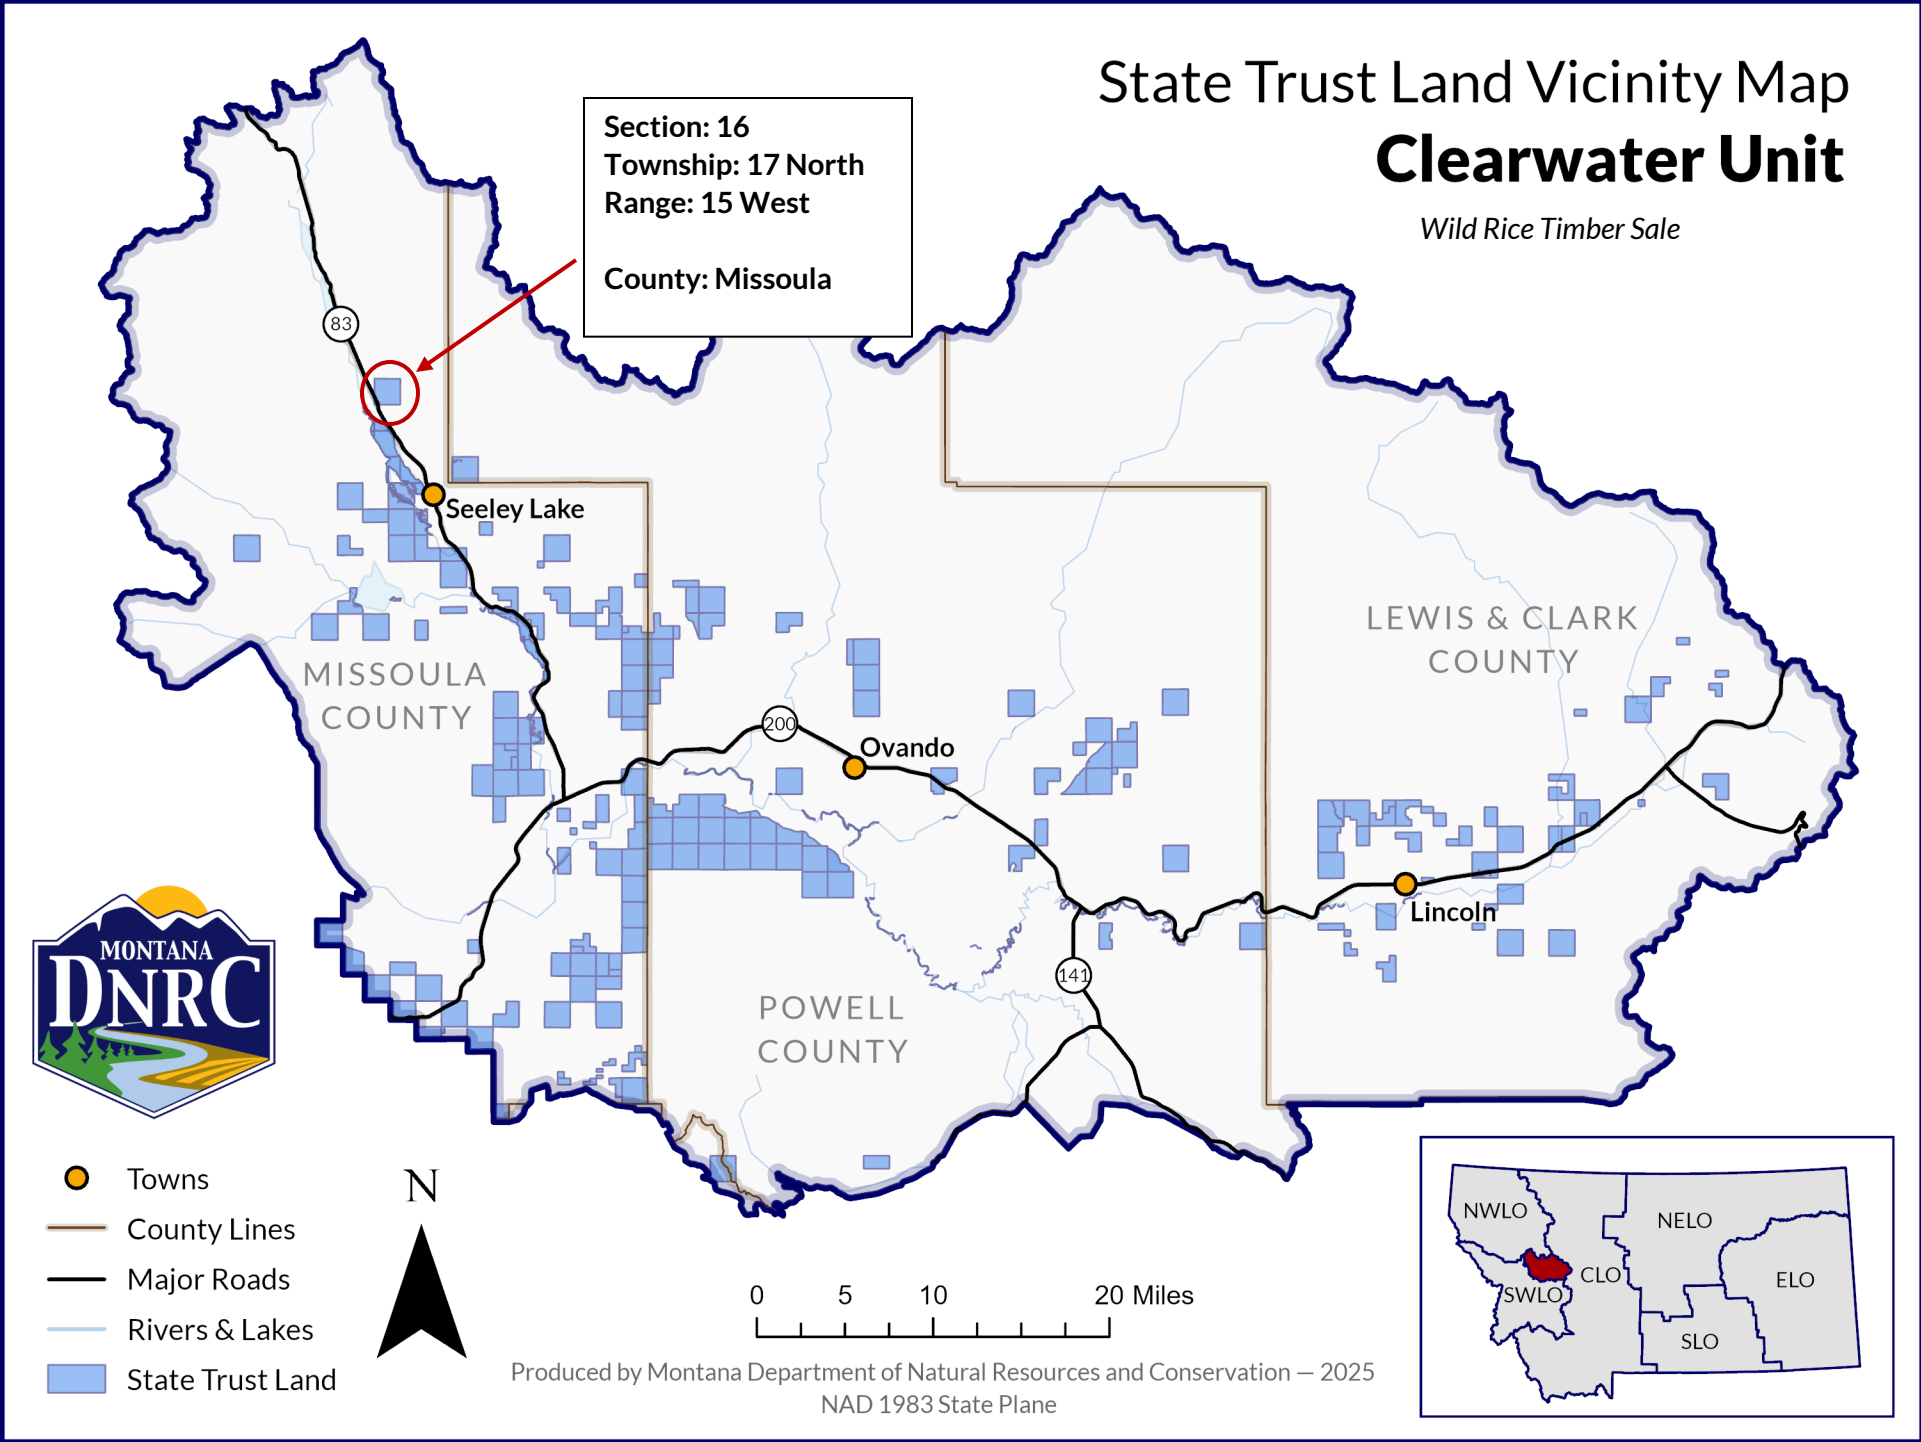 State Trust Land Vicinity Map
Clearwater Unit
Wild Rice Timber Sale
Section: 16
Township: 17 North
Range: 15 West
County: Missoula
83
Seeley Lake
MISSOULA
COUNTY
LEWIS & CLARK
COUNTY
200
Ovando
Lincoln
141
POWELL
COUNTY
MONTANA
DNRC
Towns
County Lines
Major Roads
Rivers & Lakes
State Trust Land
N
0 5 10 20 Miles
Produced by Montana Department of Natural Resources and Conservation — 2025
NAD 1983 State Plane
NWLO
NELO
CLO
ELO
SWLO
SLO